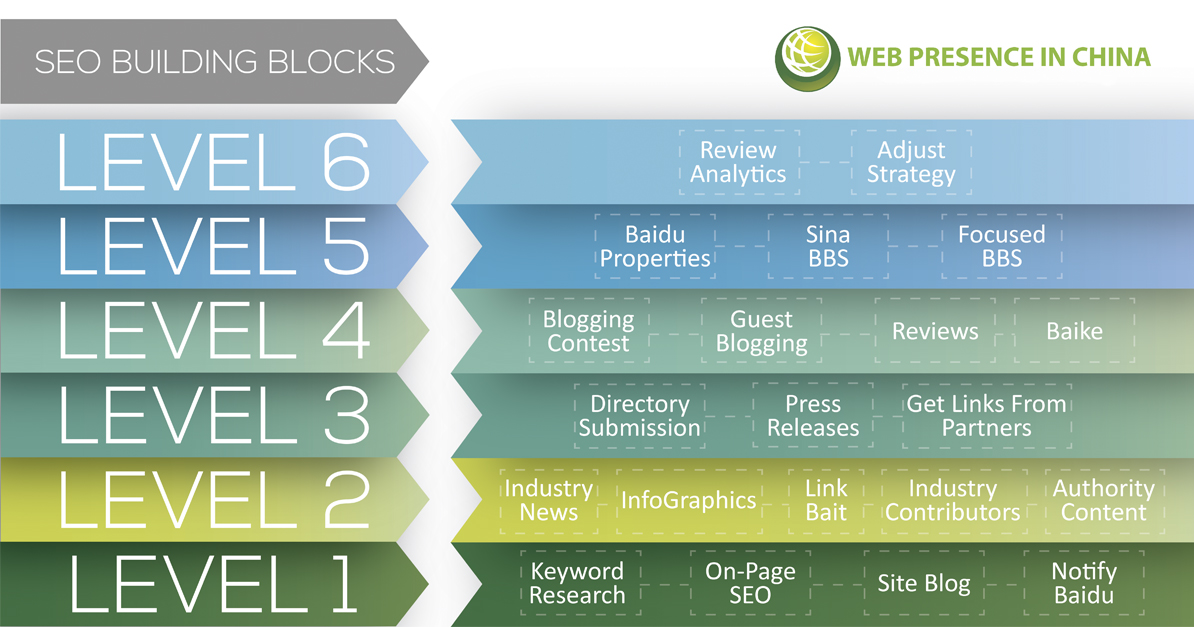 SEO BUILDING BLOCKS
WEB PRESENCE IN CHINA
LEVEL 6
Review
Analytics
Adjust
Strategy
LEVEL 5
Baidu
Properties
Sina
BBS
Focused
BBS
LEVEL 4
Blogging
Contest
Guest
Blogging
Reviews
Baike
LEVEL 3
Directory
Submission
Press
Releases
Get Links From
Partners
LEVEL 2
Industry
News
InfoGraphics
Link
Bait
Industry
Contributors
Authority
Content
LEVEL 1
Keyword
Research
On-Page
SEO
Site Blog
Notify
Baidu